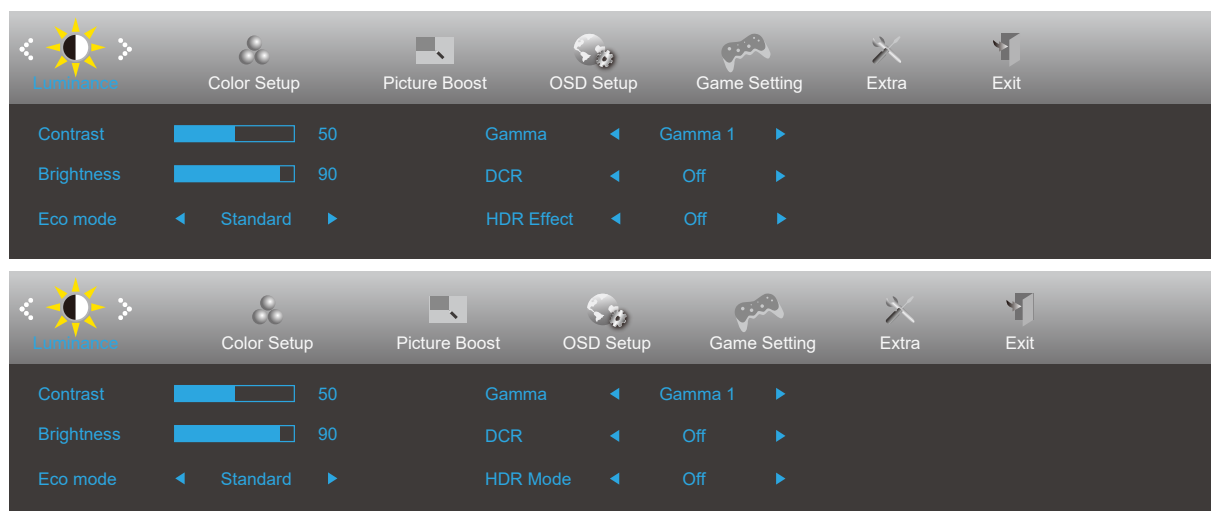 Luminance Color Setup Picture Boost OSD Setup Game Setting Extra Exit
Contrast 50 Gamma Gamma 1
Brightness 90 DCR Off
Eco mode Standard HDR Effect Off
Luminance Color Setup Picture Boost OSD Setup Game Setting Extra Exit
Contrast 50 Gamma Gamma 1
Brightness 90 DCR Off
Eco mode Standard HDR Mode Off